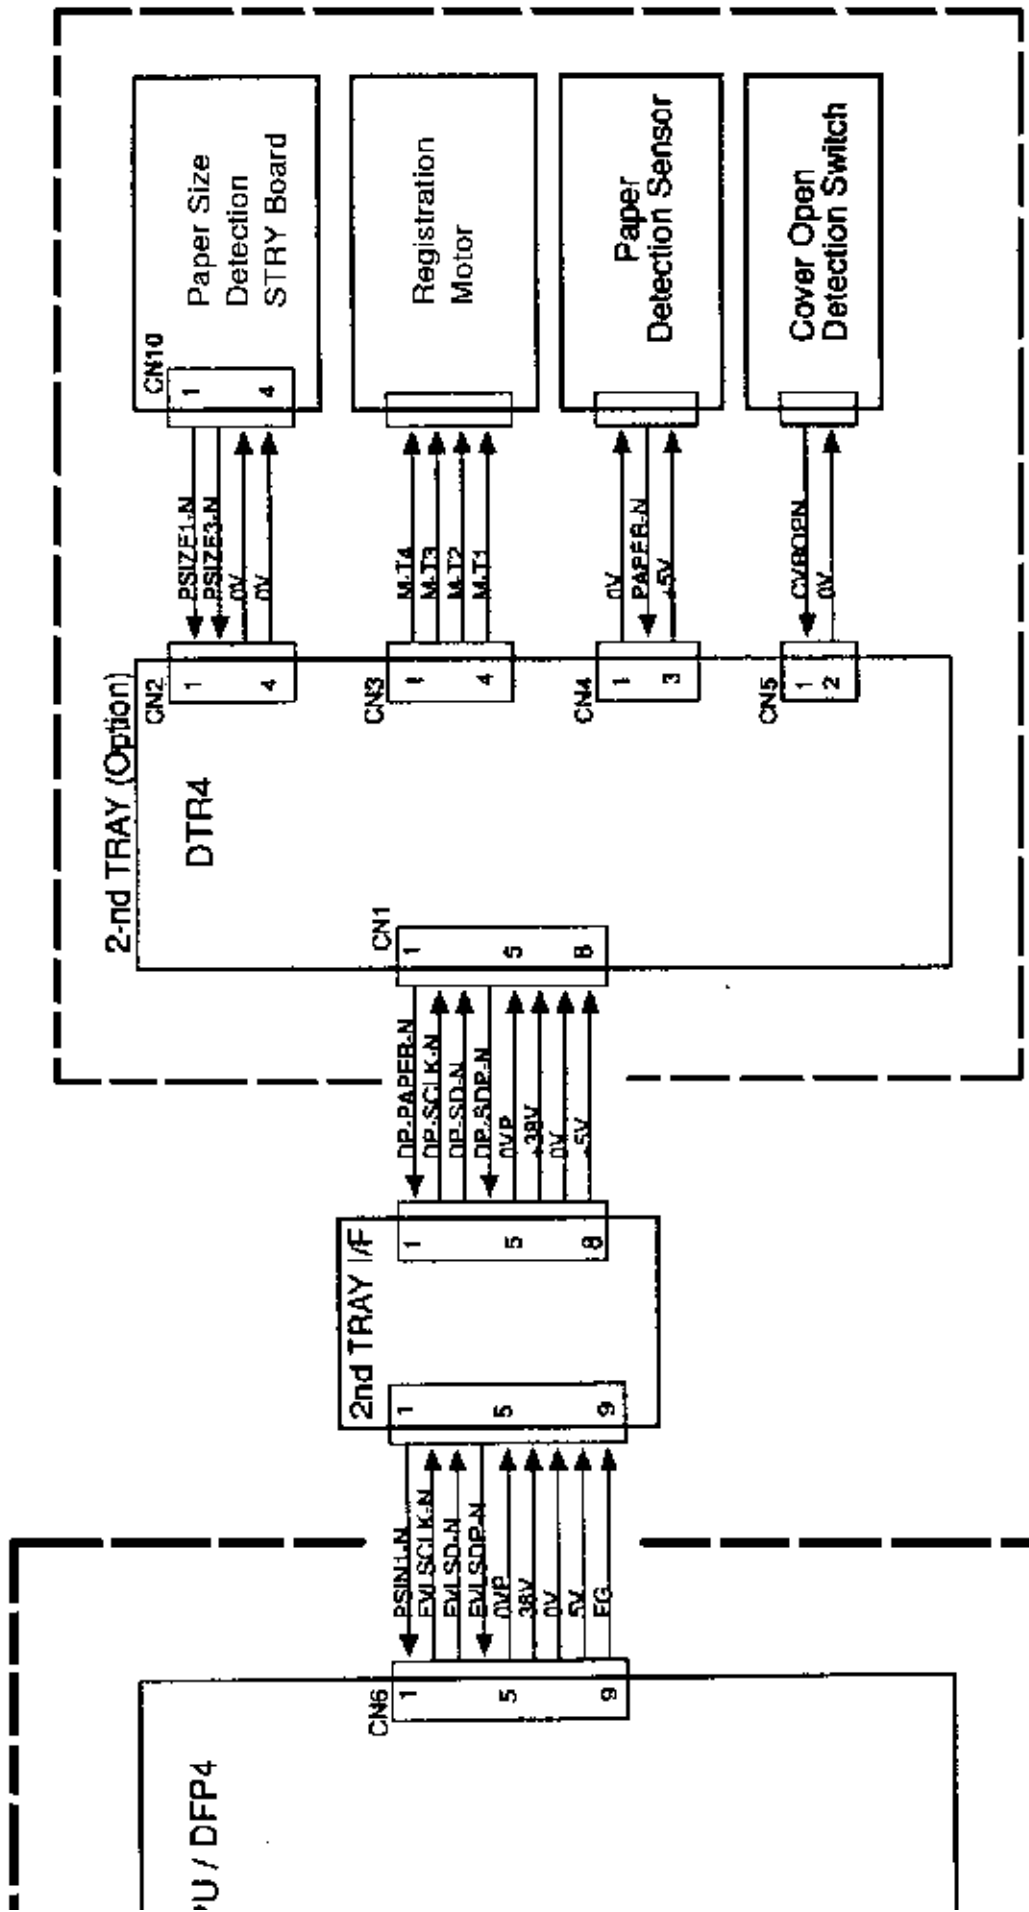 2-nd TRAY (Option)
Paper Size
Detection
STRY Board
CN10
1
4
PSIZE1-N
PSIZE3-N
0V
0V
CN2
1
4
Registration
Motor
M-T4
M-T3
M-T2
M-T1
CN3
1
4
Paper
Detection Sensor
0V
PAPER-N
+5V
CN4
1
3
Cover Open
Detection Switch
CVROPN
0V
CN5
1
2
DTR4
CN1
1
5
8
DP-PAPER-N
DP-SCLK-N
DP-SD-N
DP-SDR-N
0VP
+38V
0V
+5V
2nd TRAY I/F
1
5
8
1
5
9
PSIN1-N
EVLSCLK-N
EVLSD-N
EVLSDR-N
0VP
38V
0V
5V
FG
CN6
1
5
9
PU / DFP4